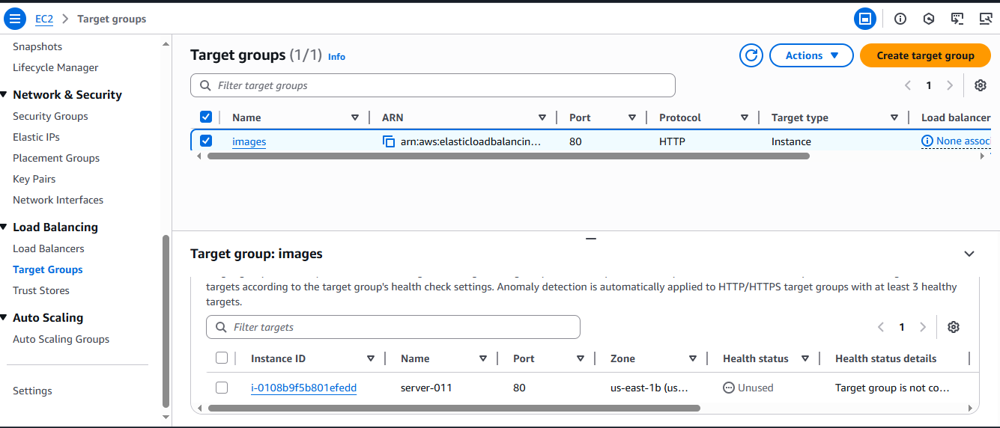 EC2 > Target groups
Snapshots
Lifecycle Manager
Network & Security
Security Groups
Elastic IPs
Placement Groups
Key Pairs
Network Interfaces
Load Balancing
Load Balancers
Target Groups
Trust Stores
Auto Scaling
Auto Scaling Groups
Settings
Target groups (1/1) Info
Actions
Create target group
Filter target groups
1
Name ARN Port Protocol Target type Load balancer
images arn:aws:elasticloadbalancin... 80 HTTP Instance None associ
Target group: images
targets according to the target group's health check settings. Anomaly detection is automatically applied to HTTP/HTTPS target groups with at least 3 healthy
targets.
Filter targets
1
Instance ID Name Port Zone Health status Health status details
i-0108b9f5b801efedd server-011 80 us-east-1b (us... Unused Target group is not co...